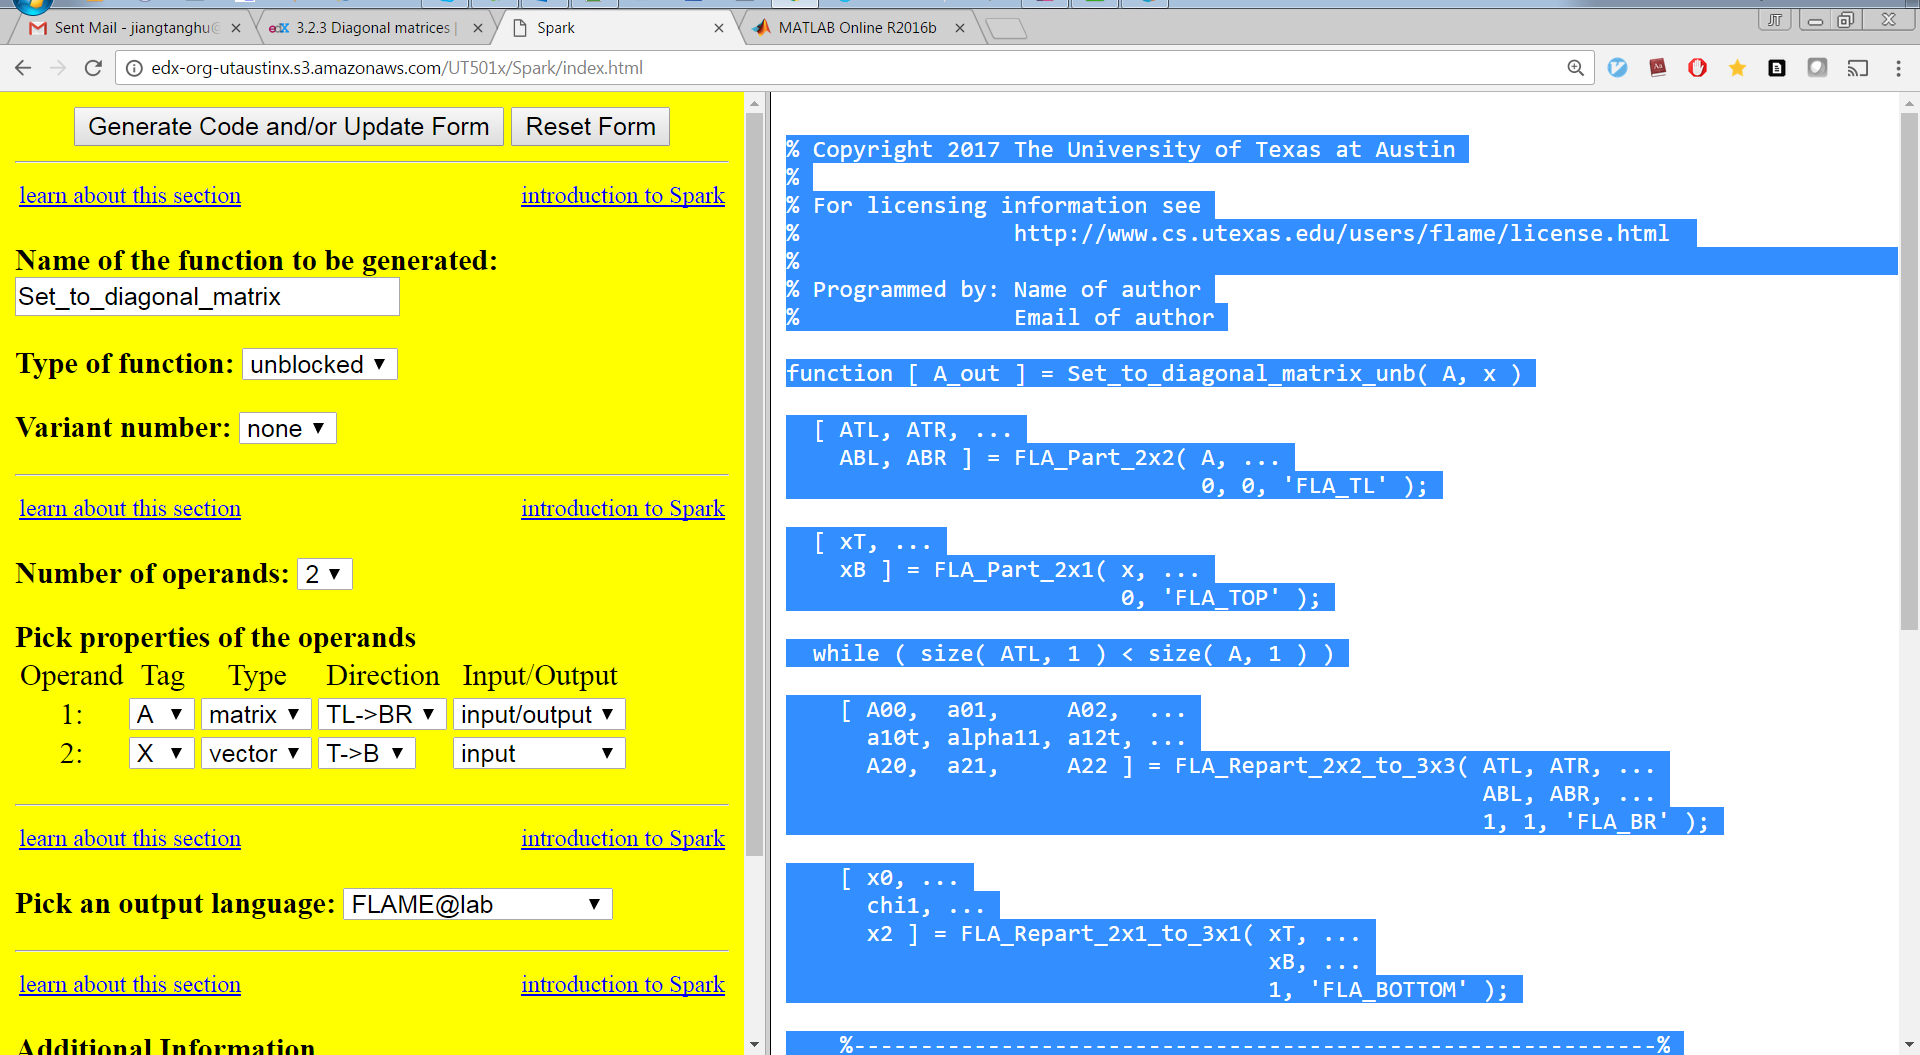 Sent Mail - jiangtanghu@
edX 3.2.3 Diagonal matrices |
Spark
MATLAB Online R2016b
JT
edx-org-utaustinx.s3.amazonaws.com/UT501x/Spark/index.html
Generate Code and/or Update Form
Reset Form
learn about this section
introduction to Spark
Name of the function to be generated:
Set_to_diagonal_matrix
Type of function: unblocked
Variant number: none
learn about this section
introduction to Spark
Number of operands: 2
Pick properties of the operands
Operand Tag Type Direction Input/Output
1: A matrix TL->BR input/output
2: X vector T->B input
learn about this section
introduction to Spark
Pick an output language: FLAME@lab
learn about this section
introduction to Spark
Additional Information
% Copyright 2017 The University of Texas at Austin
%
% For licensing information see
%                http://www.cs.utexas.edu/users/flame/license.html
%
% Programmed by: Name of author
%                Email of author
function [ A_out ] = Set_to_diagonal_matrix_unb( A, x )
[ ATL, ATR, ...
ABL, ABR ] = FLA_Part_2x2( A, ...
0, 0, 'FLA_TL' );
[ xT, ...
xB ] = FLA_Part_2x1( x, ...
0, 'FLA_TOP' );
while ( size( ATL, 1 ) < size( A, 1 ) )
[ A00,  a01,     A02,  ...
a10t, alpha11, a12t, ...
A20,  a21,     A22 ] = FLA_Repart_2x2_to_3x3( ATL, ATR, ...
ABL, ABR, ...
1, 1, 'FLA_BR' );
[ x0, ...
chi1, ...
x2 ] = FLA_Repart_2x1_to_3x1( xT, ...
xB, ...
1, 'FLA_BOTTOM' );
%------------------------------------------------------------%